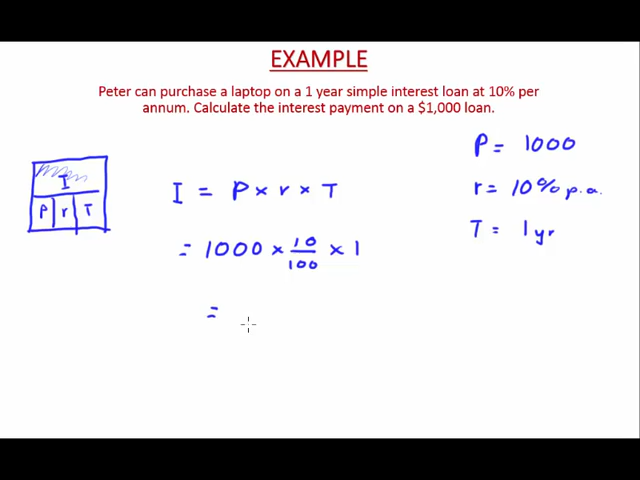 EXAMPLE
Peter can purchase a laptop on a 1 year simple interest loan at 10% per
annum. Calculate the interest payment on a $1,000 loan.
P = 1000
r = 10% p.a.
T = 1 yr
I
P r T
I = P × r × T
= 1000 × 10/100 × 1
=